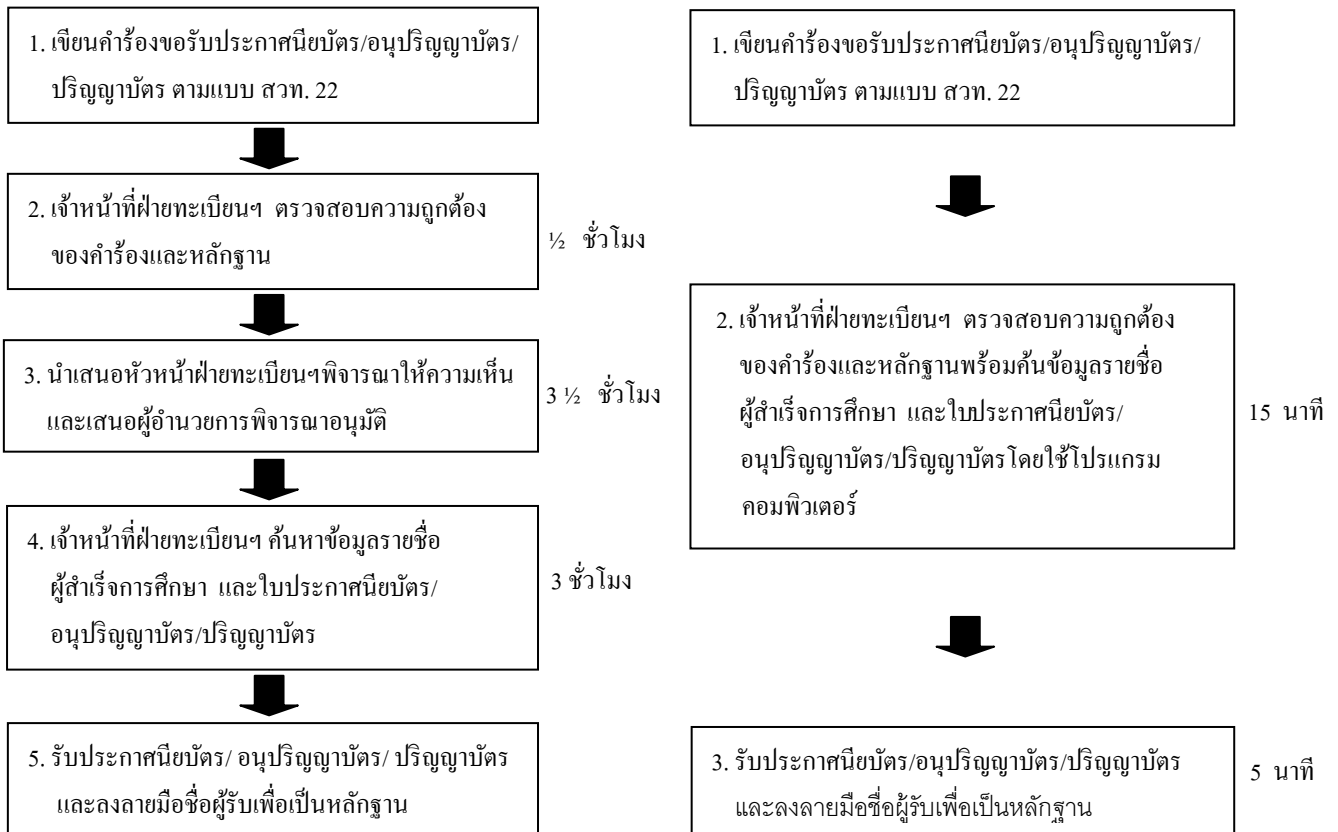 1. เขียนคำร้องขอรับประกาศนียบัตร/อนุปริญญาบัตร/
ปริญญาบัตร ตามแบบ สวท. 22
2. เจ้าหน้าที่ฝ่ายทะเบียนฯ ตรวจสอบความถูกต้อง
ของคำร้องและหลักฐาน
½ ชั่วโมง
3. นำเสนอหัวหน้าฝ่ายทะเบียนฯพิจารณาให้ความเห็น
และเสนอผู้อำนวยการพิจารณาอนุมัติ
3 ½ ชั่วโมง
4. เจ้าหน้าที่ฝ่ายทะเบียนฯ ค้นหาข้อมูลรายชื่อ
ผู้สำเร็จการศึกษา และใบประกาศนียบัตร/
อนุปริญญาบัตร/ปริญญาบัตร
3 ชั่วโมง
5. รับประกาศนียบัตร/ อนุปริญญาบัตร/ ปริญญาบัตร
และลงลายมือชื่อผู้รับเพื่อเป็นหลักฐาน
1. เขียนคำร้องขอรับประกาศนียบัตร/อนุปริญญาบัตร/
ปริญญาบัตร ตามแบบ สวท. 22
2. เจ้าหน้าที่ฝ่ายทะเบียนฯ ตรวจสอบความถูกต้อง
ของคำร้องและหลักฐานพร้อมค้นข้อมูลรายชื่อ
ผู้สำเร็จการศึกษา และใบประกาศนียบัตร/
อนุปริญญาบัตร/ปริญญาบัตรโดยใช้โปรแกรม
คอมพิวเตอร์
15 นาที
3. รับประกาศนียบัตร/อนุปริญญาบัตร/ปริญญาบัตร
และลงลายมือชื่อผู้รับเพื่อเป็นหลักฐาน
5 นาที